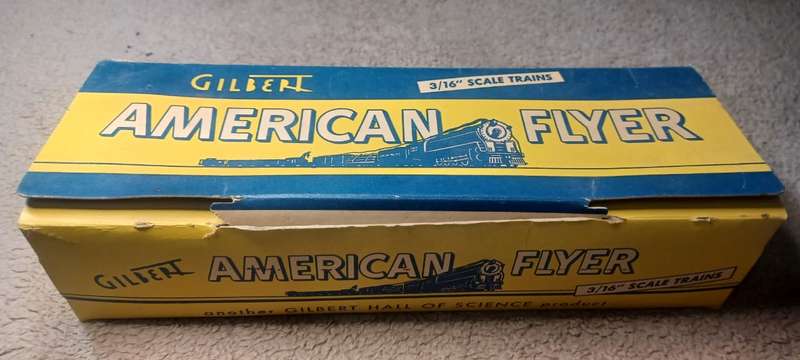 GILBERT
3/16" SCALE TRAINS
AMERICAN FLYER
GILBERT
AMERICAN FLYER
3/16" SCALE TRAINS
another GILBERT HALL OF SCIENCE product